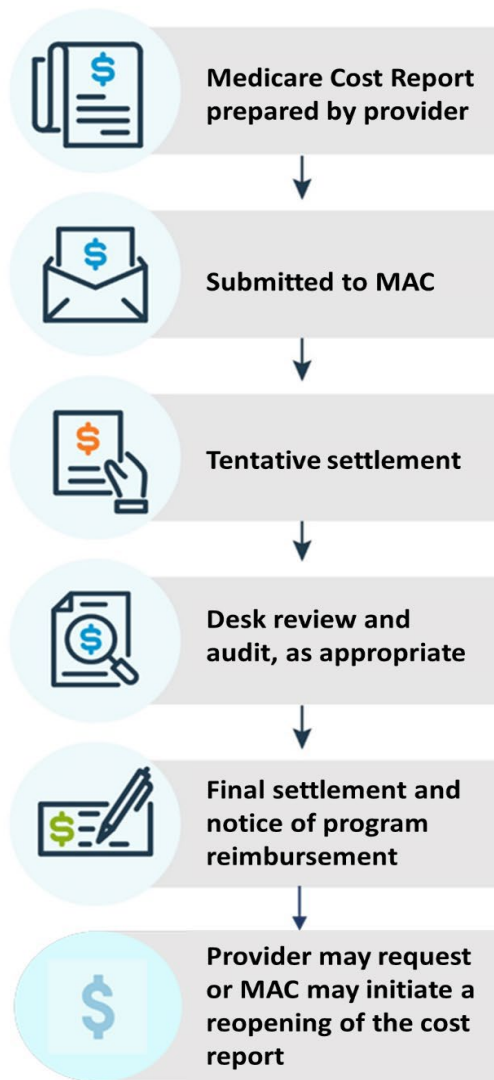 $
Medicare Cost Report
prepared by provider
$
Submitted to MAC
$
Tentative settlement
$
Desk review and
audit, as appropriate
$
Final settlement and
notice of program
reimbursement
$
Provider may request
or MAC may initiate a
reopening of the cost
report